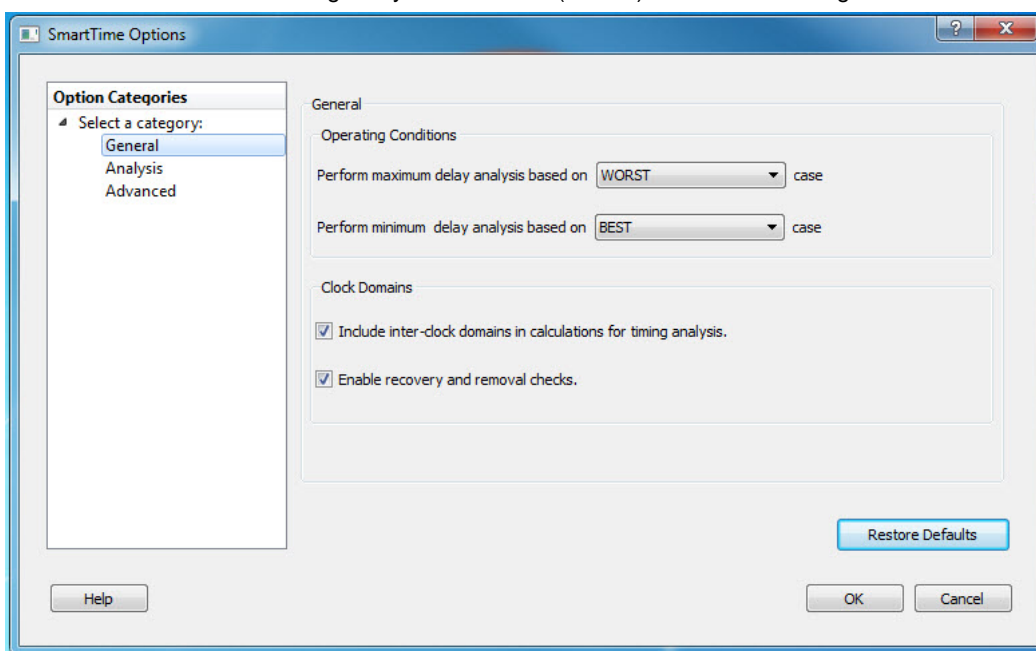 SmartTime Options
Option Categories
Select a category:
General
Analysis
Advanced
General
Operating Conditions
Perform maximum delay analysis based on WORST case
Perform minimum delay analysis based on BEST case
Clock Domains
Include inter-clock domains in calculations for timing analysis.
Enable recovery and removal checks.
Restore Defaults
Help OK Cancel